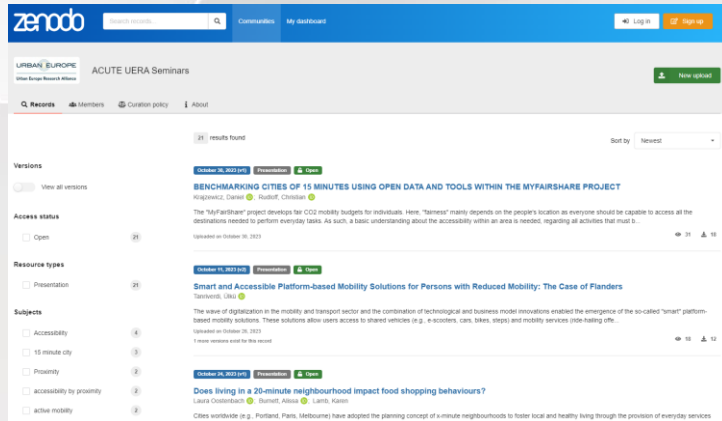 zenodo
Search records...
Communities
My dashboard
Log in
Sign up
URBAN EUROPE
Urban Europe Research Alliance
ACUTE UERA Seminars
New upload
Records
Members
Curation policy
About
21 results found
Sort by Newest
Versions
View all versions
Access status
Open 21
Resource types
Presentation 21
Subjects
Accessibility 4
15 minute city 3
Proximity 2
accessibility by proximity 2
active mobility 2
October 30, 2023 (v1) Presentation Open
BENCHMARKING CITIES OF 15 MINUTES USING OPEN DATA AND TOOLS WITHIN THE MYFAIRSHARE PROJECT
Krajzewicz, Daniel; Rudloff, Christian
The "MyFairShare" project develops fair CO2 mobility budgets for individuals. Here, "fairness" mainly depends on the people's location as everyone should be capable to access all the
destinations needed to perform everyday tasks. As such, a basic understanding about the accessibility within an area is needed, regarding all activities that must b...
Uploaded on October 30, 2023
31 18
October 11, 2023 (v2) Presentation Open
Smart and Accessible Platform-based Mobility Solutions for Persons with Reduced Mobility: The Case of Flanders
Tanriverdi, Ülkü
The wave of digitalization in the mobility and transport sector and the combination of technological and business model innovations enabled the emergence of the so-called "smart" platform-
based mobility solutions. These solutions allow users access to shared vehicles (e.g., e-scooters, cars, bikes, steps) and mobility services (ride-hailing offe...
Uploaded on October 26, 2023
1 more versions exist for this record
18 12
October 24, 2023 (v1) Presentation Open
Does living in a 20-minute neighbourhood impact food shopping behaviours?
Laura Oostenbach; Burnett, Alissa; Lamb, Karen
Cities worldwide (e.g., Portland, Paris, Melbourne) have adopted the planning concept of x-minute neighbourhoods to foster local and healthy living through the provision of everyday services